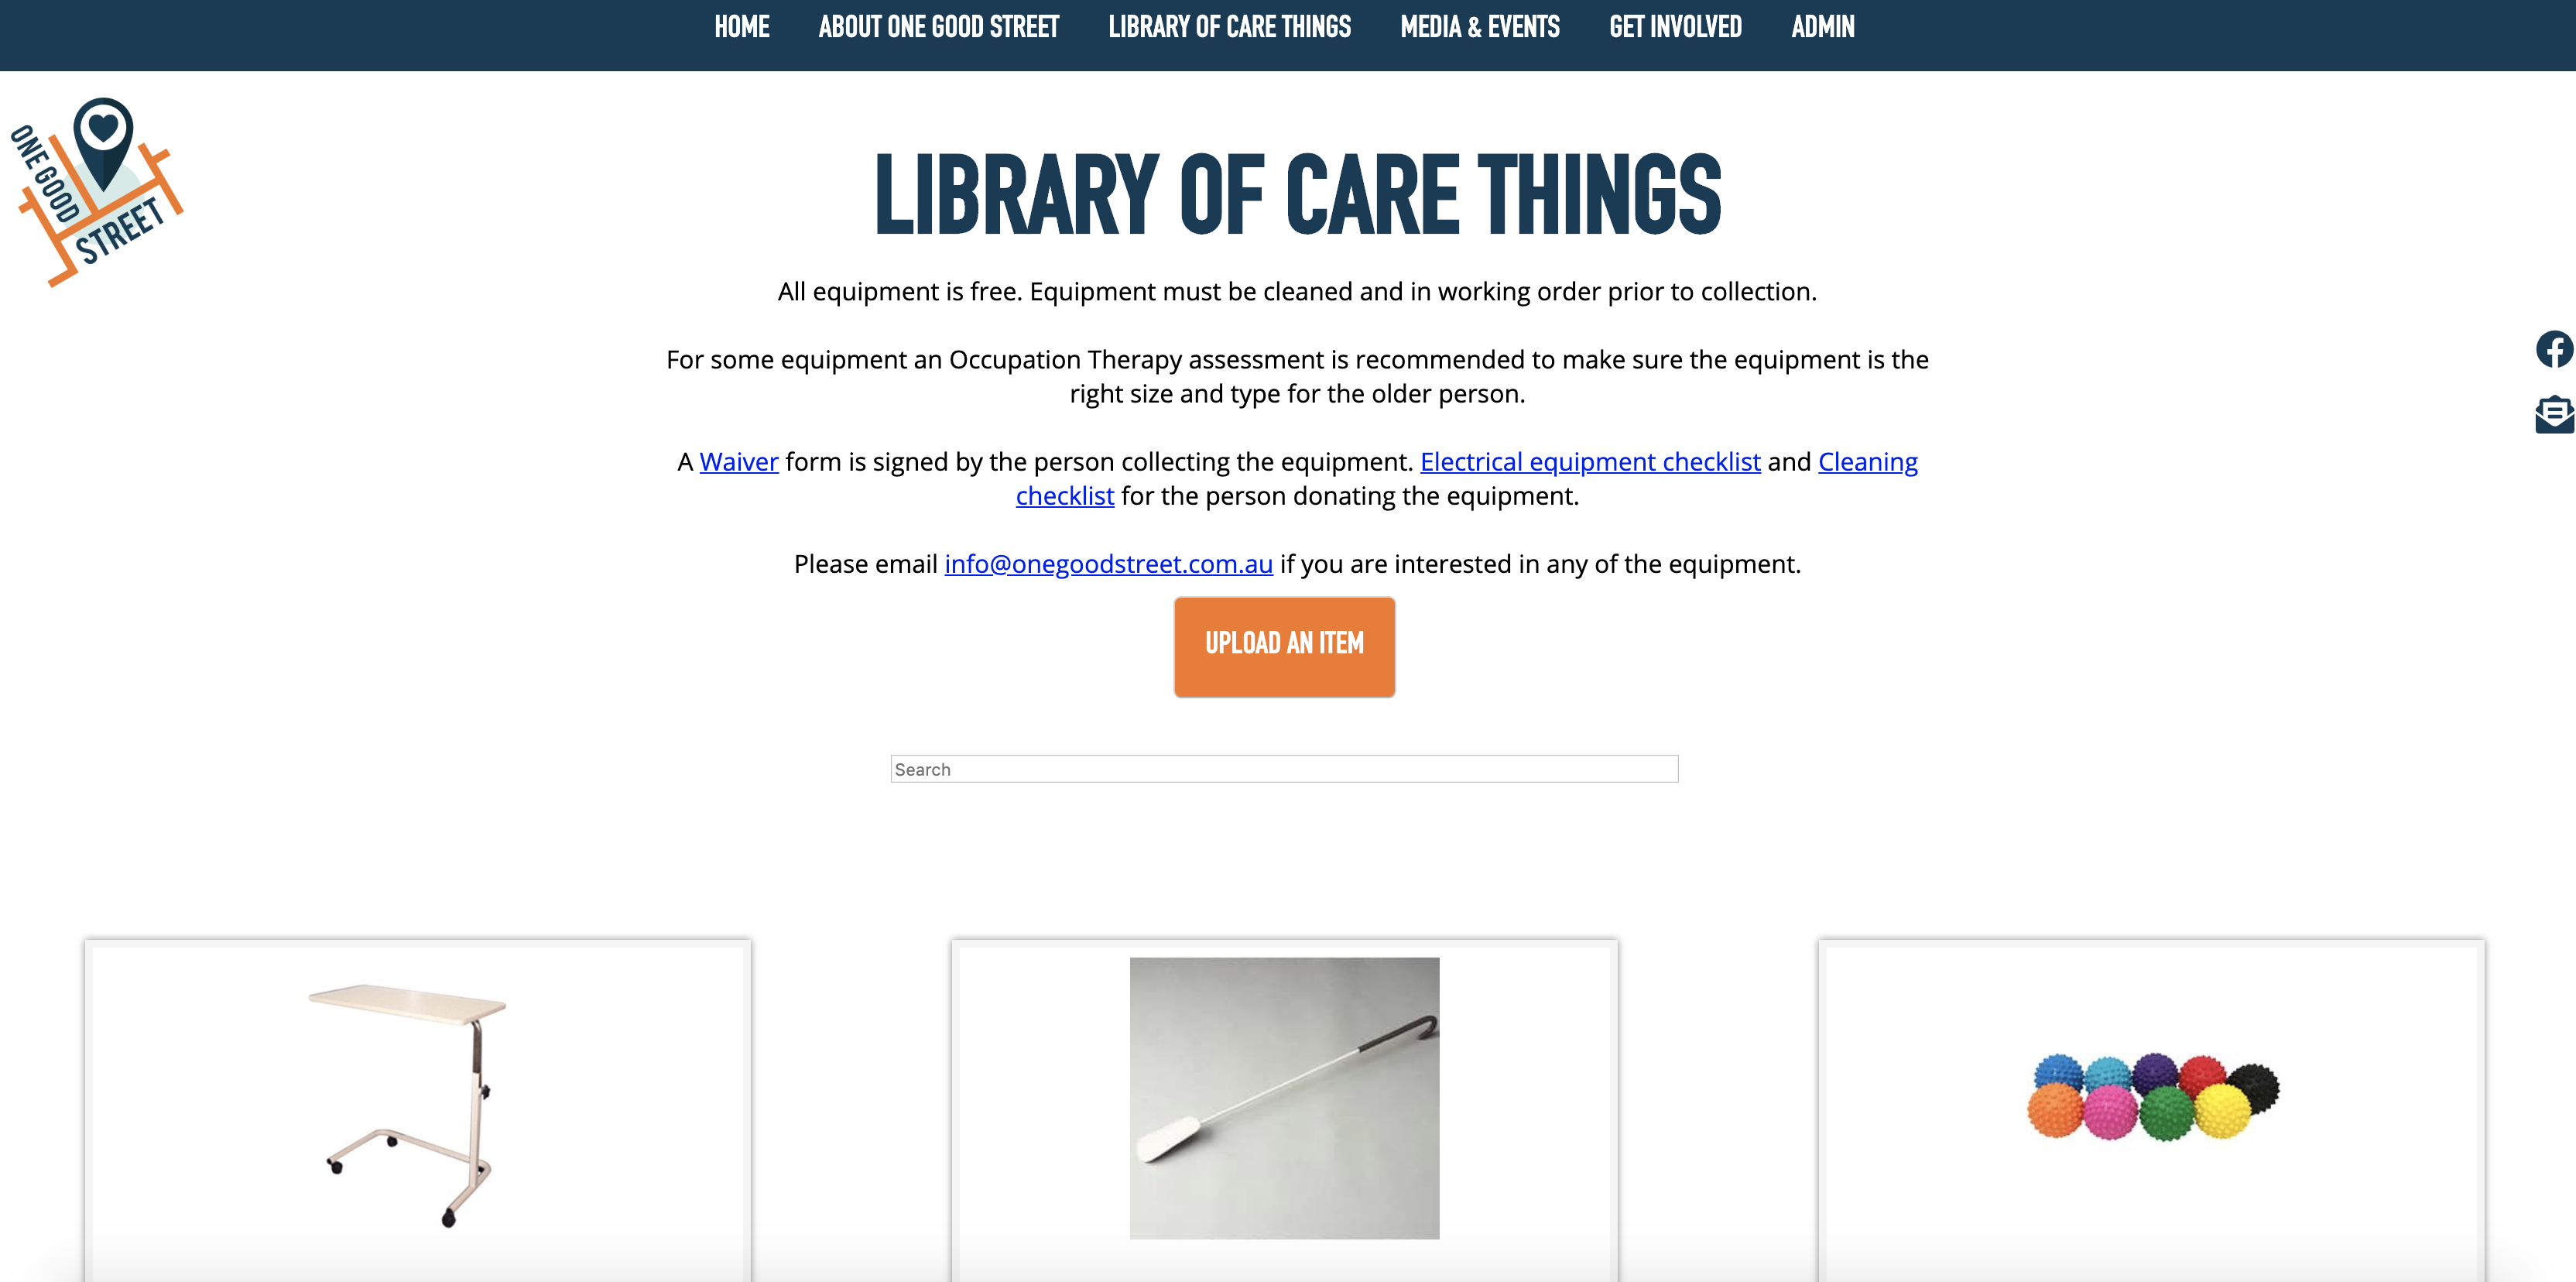 HOME ABOUT ONE GOOD STREET LIBRARY OF CARE THINGS MEDIA & EVENTS GET INVOLVED ADMIN
ONE GOOD
STREET
LIBRARY OF CARE THINGS
All equipment is free. Equipment must be cleaned and in working order prior to collection.
For some equipment an Occupation Therapy assessment is recommended to make sure the equipment is the
right size and type for the older person.
A Waiver form is signed by the person collecting the equipment. Electrical equipment checklist and Cleaning
checklist for the person donating the equipment.
Please email info@onegoodstreet.com.au if you are interested in any of the equipment.
UPLOAD AN ITEM
Search